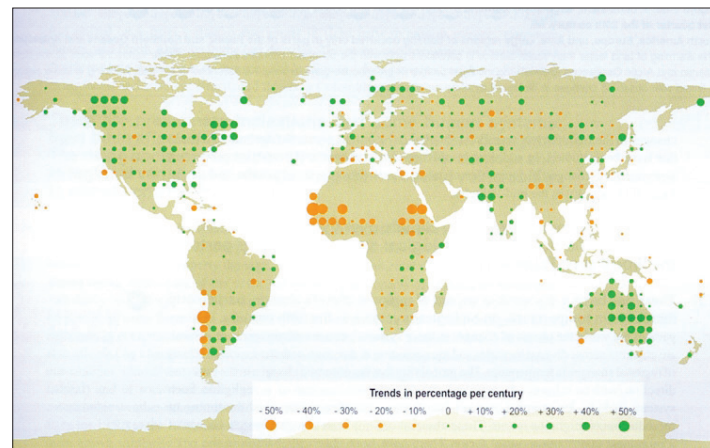 Trends in percentage per century
- 50% - 40% - 30% - 20% - 10% 0 + 10% + 20% + 30% + 40% + 50%